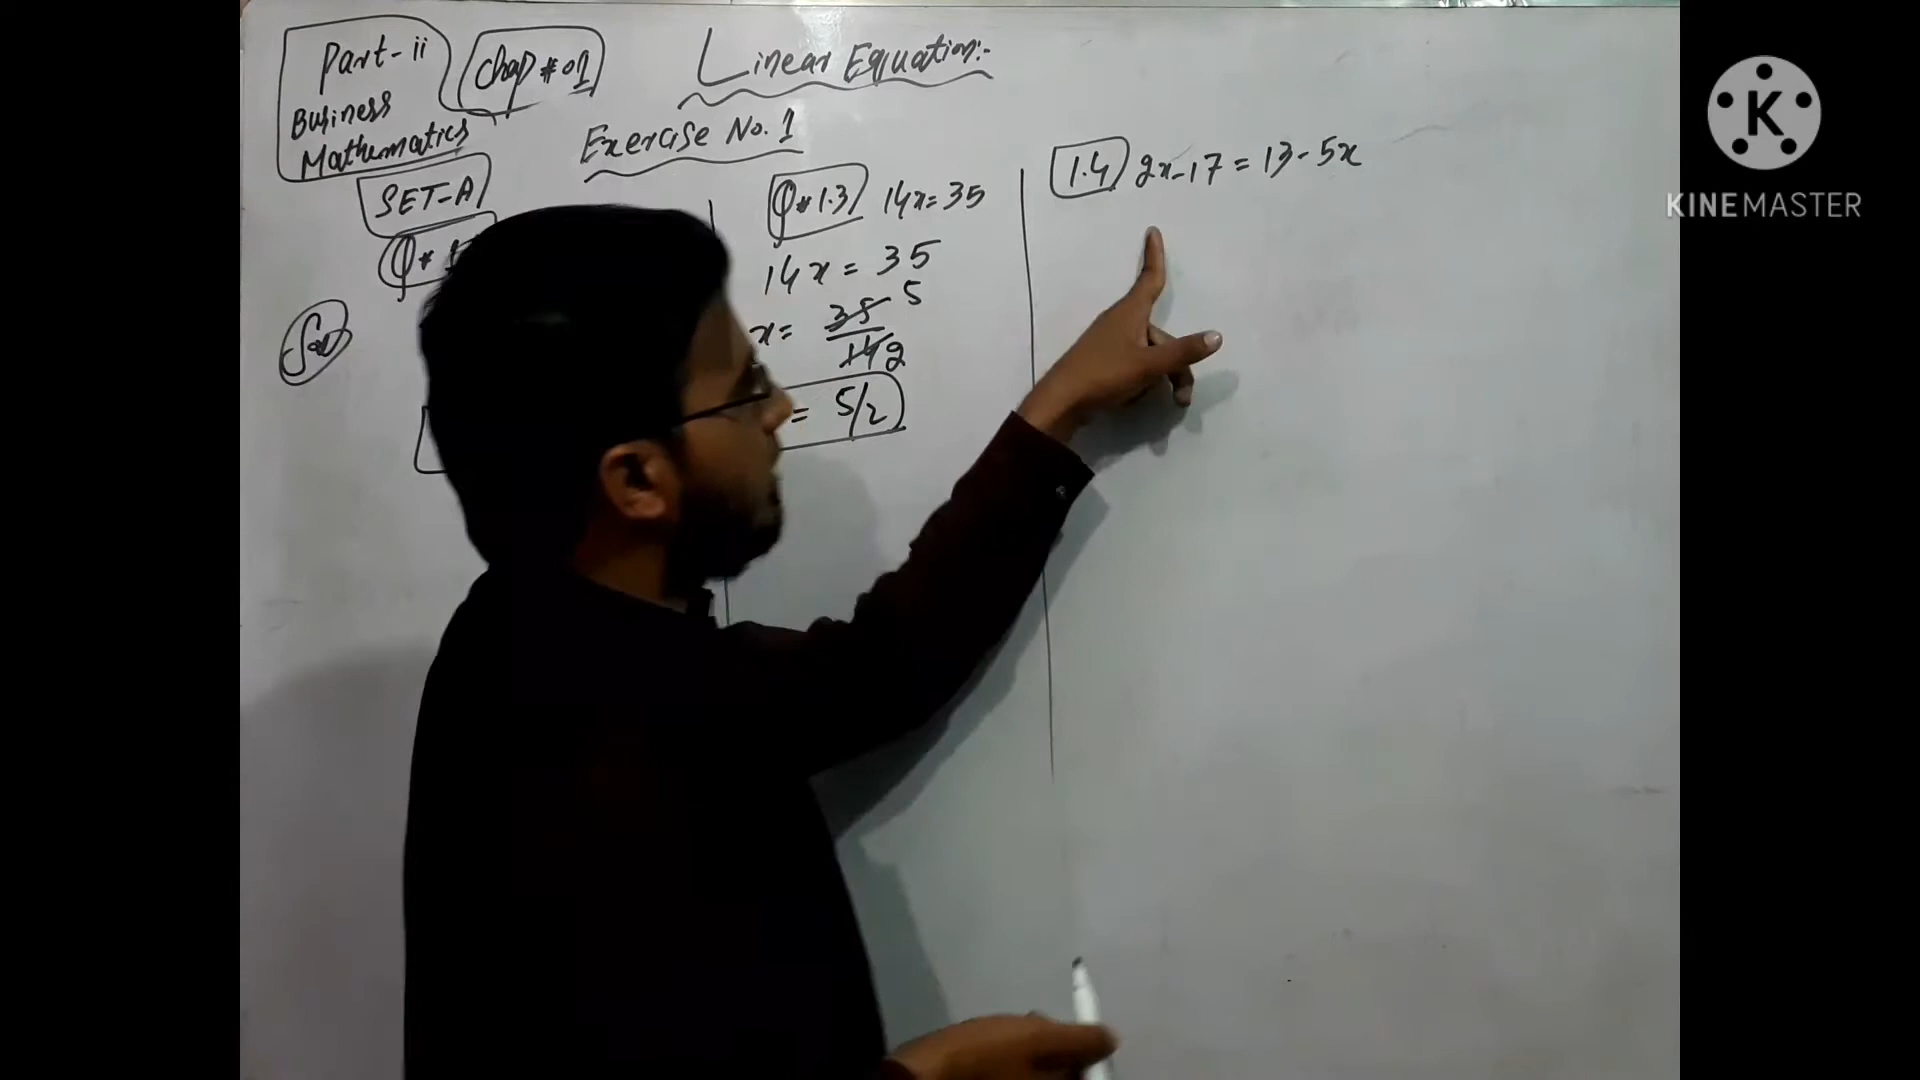 Part-ii
Business
Mathematics
Chap # 01
Linear Equation:-
Exercise No. 1
SET-A
Q #
Sol
Q # 1.3 14x = 35
14x = 35
x = 35/14 5 2
= 5/2
1.4 2x-17 = 13-5x
KINEMASTER